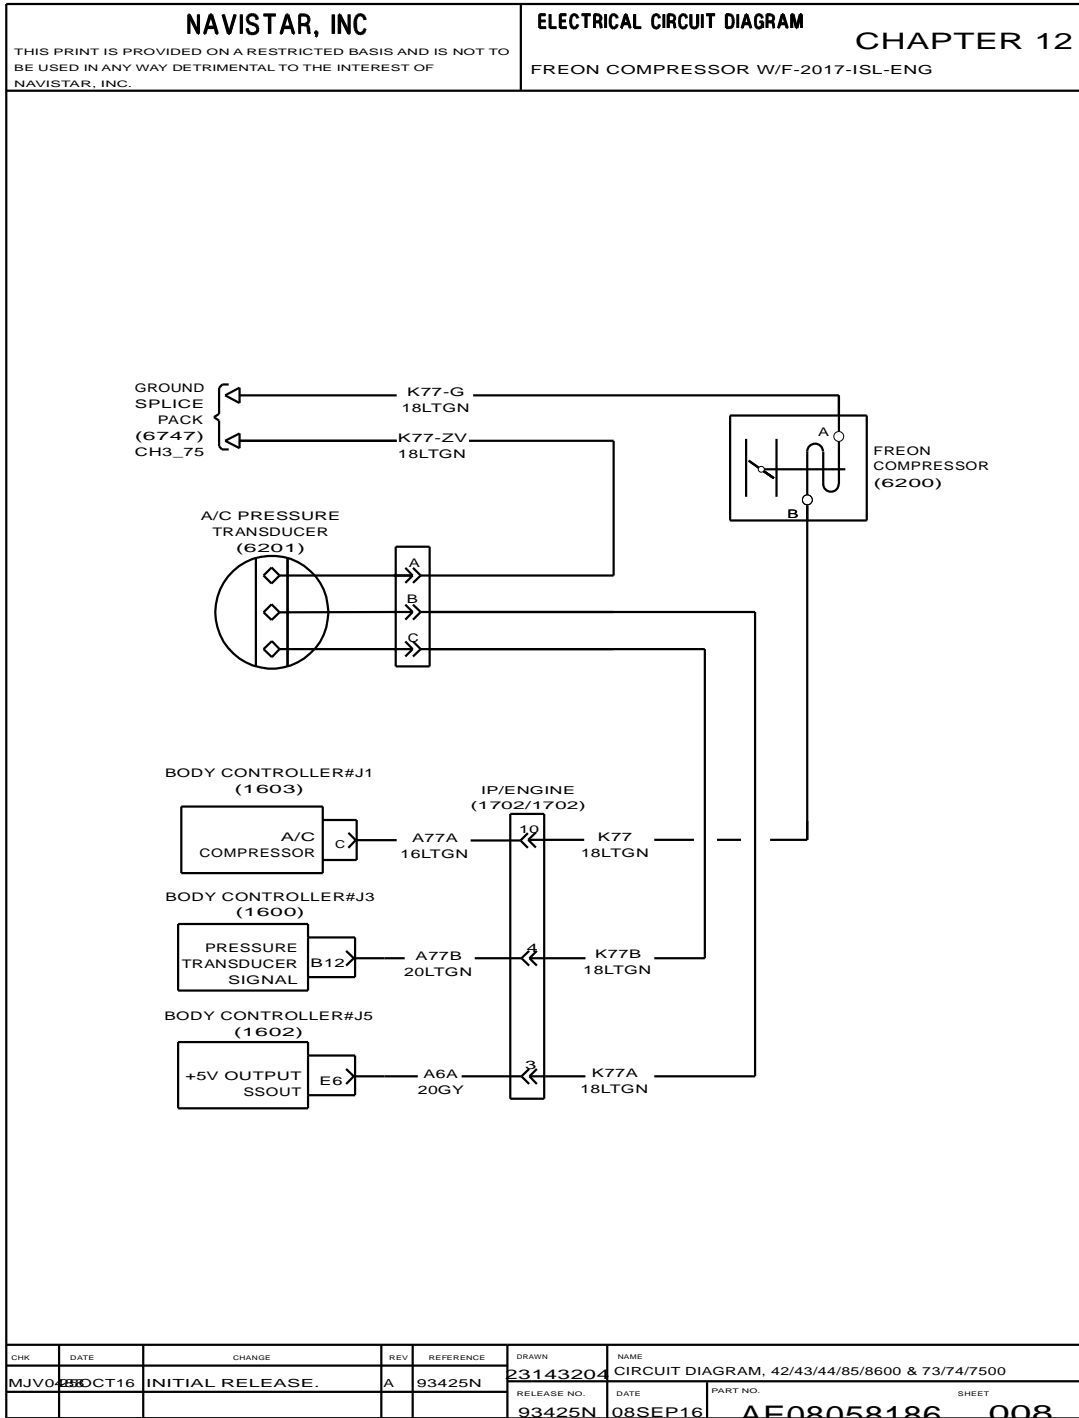 NAVISTAR, INC
THIS PRINT IS PROVIDED ON A RESTRICTED BASIS AND IS NOT TO
BE USED IN ANY WAY DETRIMENTAL TO THE INTEREST OF
NAVISTAR, INC.
ELECTRICAL CIRCUIT DIAGRAM
CHAPTER 12
FREON COMPRESSOR W/F-2017-ISL-ENG
GROUND
SPLICE
PACK
(6747)
CH3_75
K77-G
18LTGN
K77-ZV
18LTGN
A
B
FREON
COMPRESSOR
(6200)
A/C PRESSURE
TRANSDUCER
(6201)
A
B
C
BODY CONTROLLER#J1
(1603)
A/C
COMPRESSOR
C
A77A
16LTGN
IP/ENGINE
(1702/1702)
10
K77
18LTGN
BODY CONTROLLER#J3
(1600)
PRESSURE
TRANSDUCER
SIGNAL
B12
A77B
20LTGN
4
K77B
18LTGN
BODY CONTROLLER#J5
(1602)
+5V OUTPUT
SSOUT
E6
A6A
20GY
3
K77A
18LTGN
CHK DATE CHANGE REV REFERENCE
INITIAL RELEASE. A 93425N
DRAWN
23143204
NAME
CIRCUIT DIAGRAM, 42/43/44/85/8600 & 73/74/7500
RELEASE NO. DATE PART NO. SHEET
93425N 08SEP16 AE08058186 008